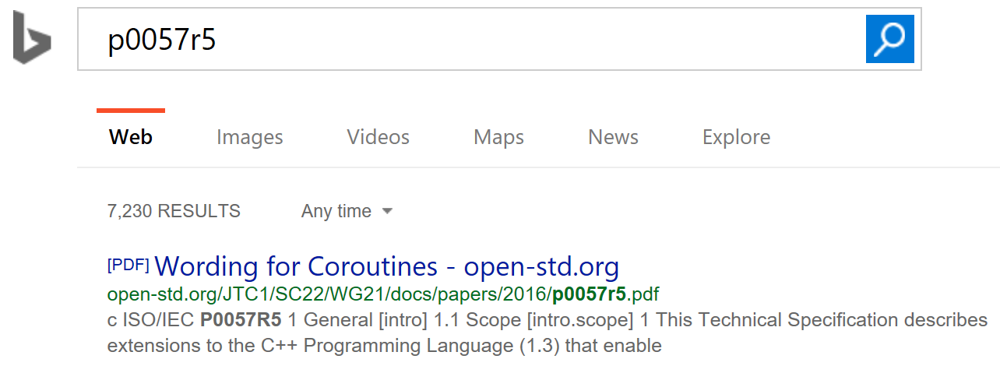 p0057r5
Web Images Videos Maps News Explore
7,230 RESULTS Any time
[PDF] Wording for Coroutines - open-std.org
open-std.org/JTC1/SC22/WG21/docs/papers/2016/p0057r5.pdf
c ISO/IEC P0057R5 1 General [intro] 1.1 Scope [intro.scope] 1 This Technical Specification describes
extensions to the C++ Programming Language (1.3) that enable